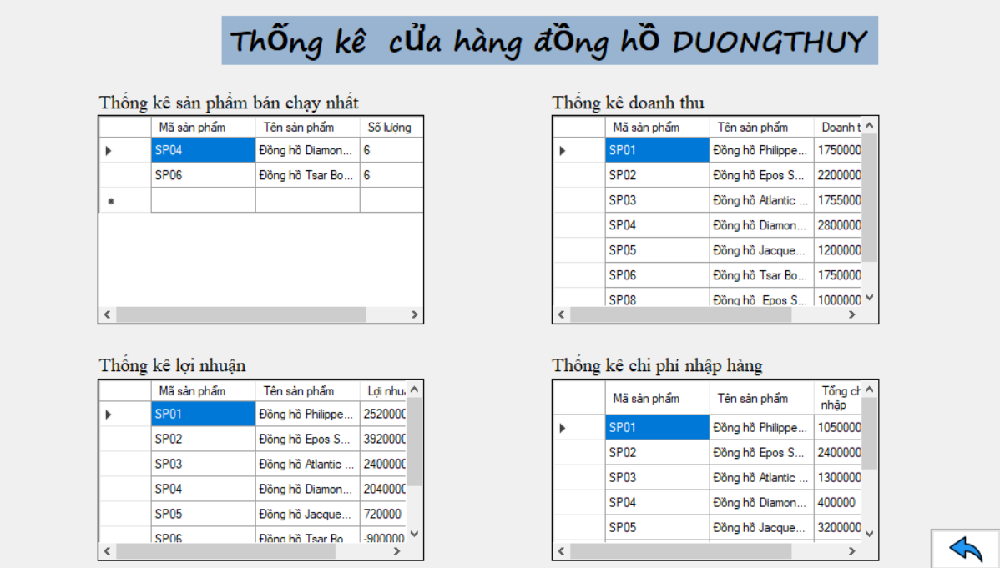 Thống kê  cửa hàng đồng hồ DUONGTHUY
Thống kê sản phẩm bán chạy nhất
Mã sản phẩm Tên sản phẩm Số lượng
SP04 Đồng hồ Diamon... 6
SP06 Đồng hồ Tsar Bo... 6
Thống kê doanh thu
Mã sản phẩm Tên sản phẩm Doanh t
SP01 Đồng hồ Philippe... 1750000
SP02 Đồng hồ Epos S... 2200000
SP03 Đồng hồ Atlantic ... 1755000
SP04 Đồng hồ Diamon... 2800000
SP05 Đồng hồ Jacque... 1200000
SP06 Đồng hồ Tsar Bo... 1750000
SP08 Đồng hồ  Epos S... 1000000
Thống kê lợi nhuận
Mã sản phẩm Tên sản phẩm Lợi nhu
SP01 Đồng hồ Philippe... 2520000
SP02 Đồng hồ Epos S... 3920000
SP03 Đồng hồ Atlantic ... 2400000
SP04 Đồng hồ Diamon... 2040000
SP05 Đồng hồ Jacque... 720000
SP06 Đồng hồ Tsar Bo -900000
Thống kê chi phí nhập hàng
Mã sản phẩm Tên sản phẩm Tổng ch
nhập
SP01 Đồng hồ Philippe... 1050000
SP02 Đồng hồ Epos S... 2400000
SP03 Đồng hồ Atlantic ... 1300000
SP04 Đồng hồ Diamon... 400000
SP05 Đồng hồ Jacque... 3200000